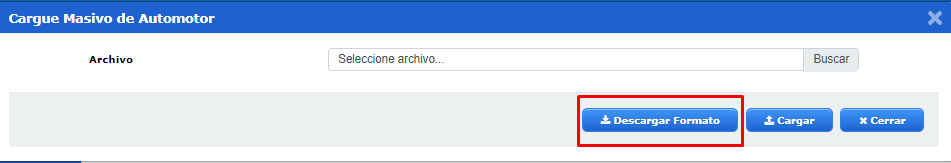 Cargue Masivo de Automotor
Archivo Seleccione archivo... Buscar
Descargar Formato Cargar Cerrar